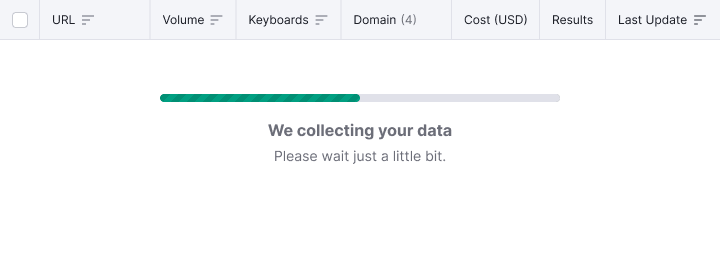 URL Volume Keyboards Domain (4) Cost (USD) Results Last Update
We collecting your data
Please wait just a little bit.